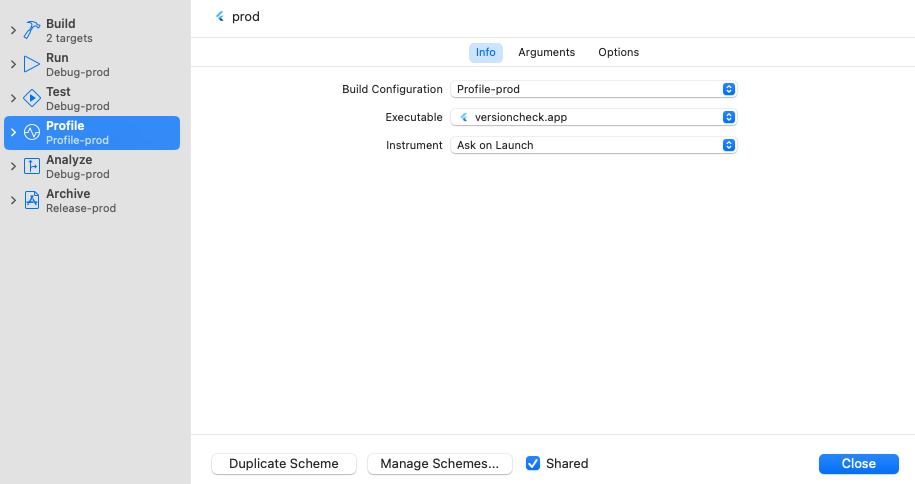 Build
2 targets
Run
Debug-prod
Test
Debug-prod
Profile
Profile-prod
Analyze
Debug-prod
Archive
Release-prod
prod
Info Arguments Options
Build Configuration Profile-prod
Executable versioncheck.app
Instrument Ask on Launch
Duplicate Scheme Manage Schemes... Shared Close